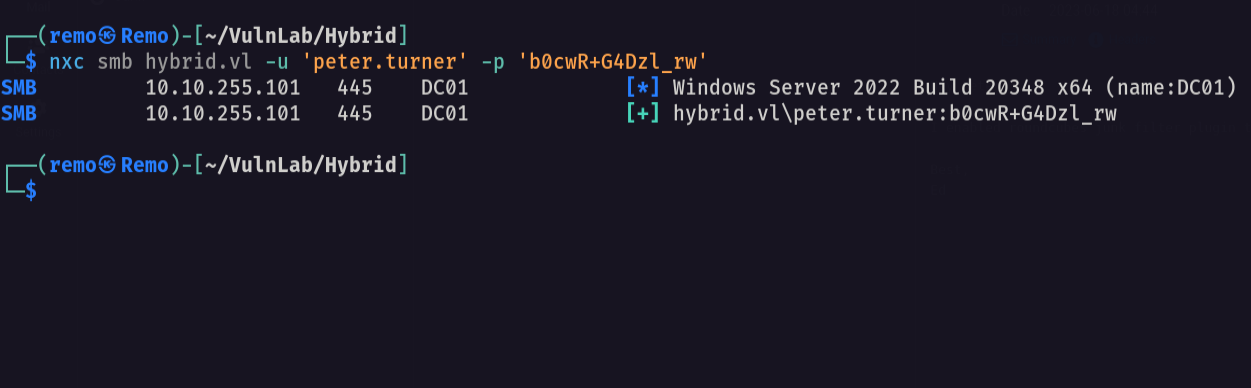 ┌──(remo㉿Remo)-[~/VulnLab/Hybrid]
└─$ nxc smb hybrid.vl -u 'peter.turner' -p 'b0cwR+G4Dzl_rw'
SMB 10.10.255.101 445 DC01 [*] Windows Server 2022 Build 20348 x64 (name:DC01)
SMB 10.10.255.101 445 DC01 [+] hybrid.vl\peter.turner:b0cwR+G4Dzl_rw
┌──(remo㉿Remo)-[~/VulnLab/Hybrid]
└─$